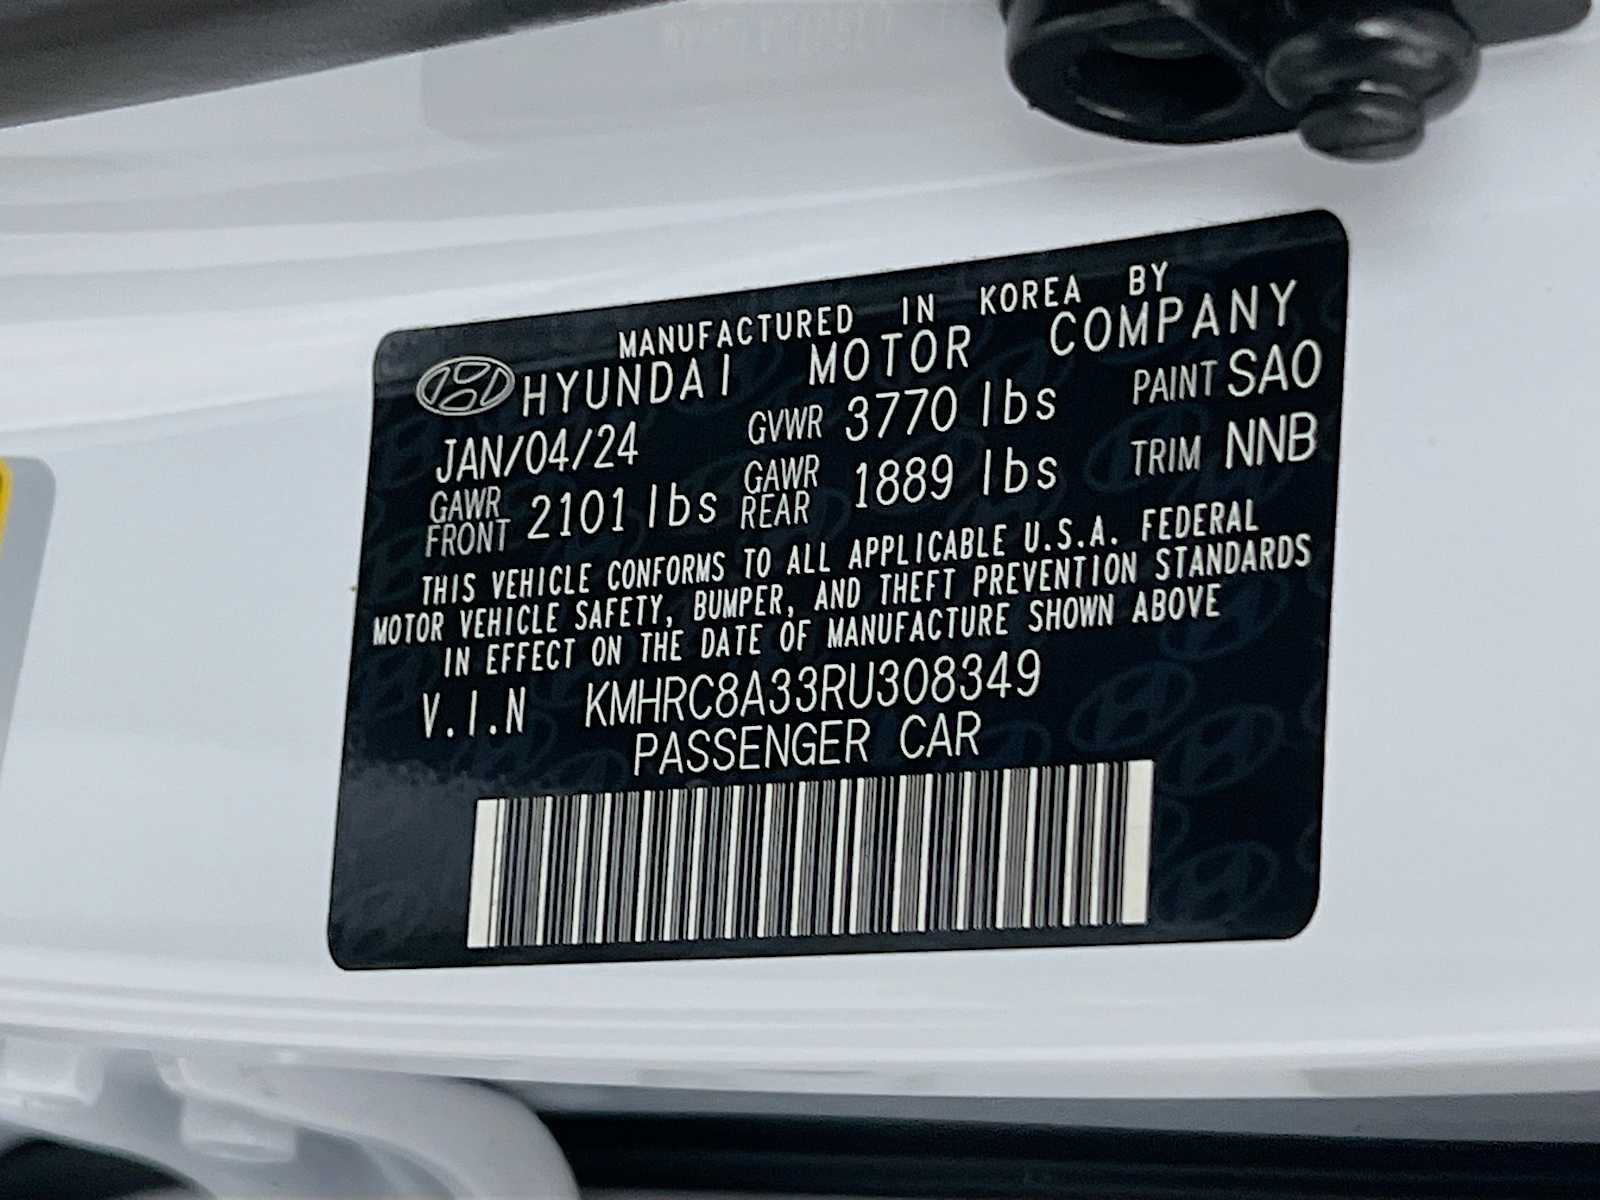 MANUFACTURED IN KOREA BY
HYUNDAI MOTOR COMPANY
JAN/04/24 GVWR 3770 lbs PAINT SAO
GAWR FRONT 2101 lbs GAWR REAR 1889 lbs TRIM NNB
THIS VEHICLE CONFORMS TO ALL APPLICABLE U.S.A. FEDERAL
MOTOR VEHICLE SAFETY, BUMPER, AND THEFT PREVENTION STANDARDS
IN EFFECT ON THE DATE OF MANUFACTURE SHOWN ABOVE
V.I.N KMHRC8A33RU308349
PASSENGER CAR